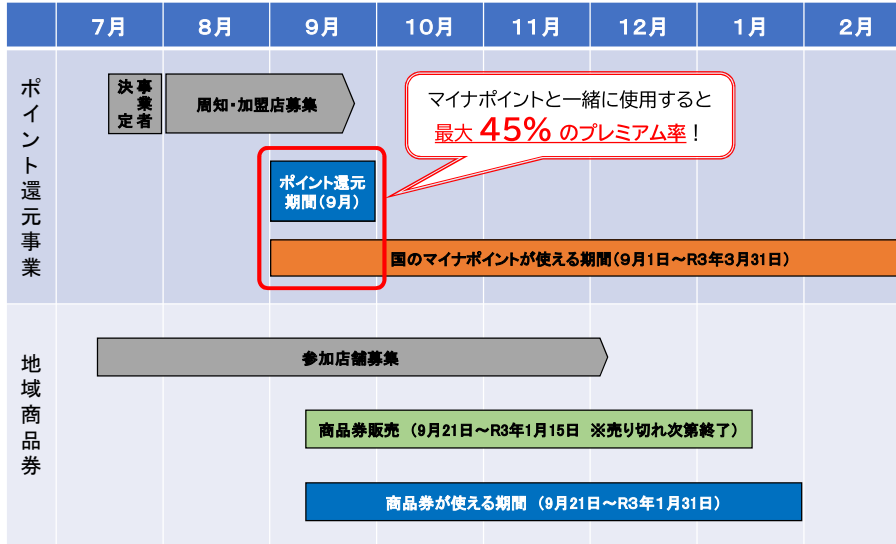 7月 8月 9月 10月 11月 12月 1月 2月
ポイント還元事業
決定
事業者
周知・加盟店募集
マイナポイントと一緒に使用すると
最大 45% のプレミアム率！
ポイント還元
期間(9月)
国のマイナポイントが使える期間(9月1日～R3年3月31日)
地域商品券
参加店舗募集
商品券販売 (9月21日～R3年1月15日 ※売り切れ次第終了)
商品券が使える期間 (9月21日～R3年1月31日)